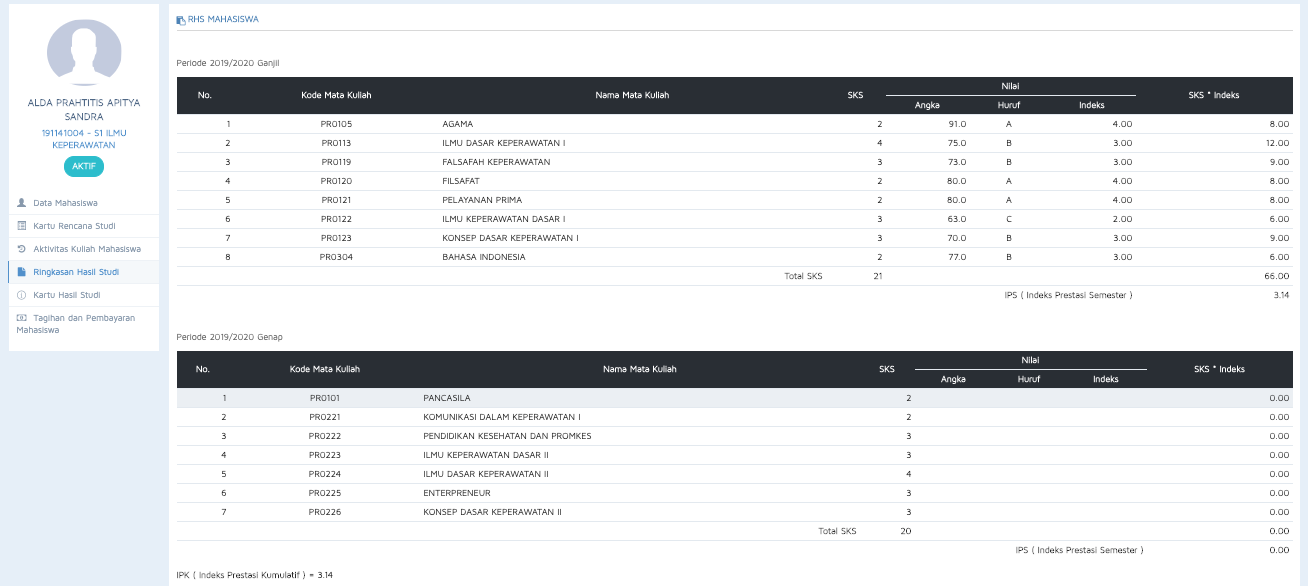 ALDA PRAHTITIS APITYA
SANDRA
191141004 - S1 ILMU
KEPERAWATAN
AKTIF
Data Mahasiswa
Kartu Rencana Studi
Aktivitas Kuliah Mahasiswa
Ringkasan Hasil Studi
Kartu Hasil Studi
Tagihan dan Pembayaran
Mahasiswa
RHS MAHASISWA
Periode 2019/2020 Ganjil
No. Kode Mata Kuliah Nama Mata Kuliah SKS Nilai SKS * Indeks
Angka Huruf Indeks
1 PR0105 AGAMA 2 91.0 A 4.00 8.00
2 PR0113 ILMU DASAR KEPERAWATAN I 4 75.0 B 3.00 12.00
3 PR0119 FALSAFAH KEPERAWATAN 3 73.0 B 3.00 9.00
4 PR0120 FILSAFAT 2 80.0 A 4.00 8.00
5 PR0121 PELAYANAN PRIMA 2 80.0 A 4.00 8.00
6 PR0122 ILMU KEPERAWATAN DASAR I 3 63.0 C 2.00 6.00
7 PR0123 KONSEP DASAR KEPERAWATAN I 3 70.0 B 3.00 9.00
8 PR0304 BAHASA INDONESIA 2 77.0 B 3.00 6.00
Total SKS 21 66.00
IPS ( Indeks Prestasi Semester ) 3.14
Periode 2019/2020 Genap
No. Kode Mata Kuliah Nama Mata Kuliah SKS Nilai SKS * Indeks
Angka Huruf Indeks
1 PR0101 PANCASILA 2 0.00
2 PR0221 KOMUNIKASI DALAM KEPERAWATAN I 2 0.00
3 PR0222 PENDIDIKAN KESEHATAN DAN PROMKES 3 0.00
4 PR0223 ILMU KEPERAWATAN DASAR II 3 0.00
5 PR0224 ILMU DASAR KEPERAWATAN II 4 0.00
6 PR0225 ENTERPRENEUR 3 0.00
7 PR0226 KONSEP DASAR KEPERAWATAN II 3 0.00
Total SKS 20 0.00
IPS ( Indeks Prestasi Semester ) 0.00
IPK ( Indeks Prestasi Kumulatif ) = 3.14